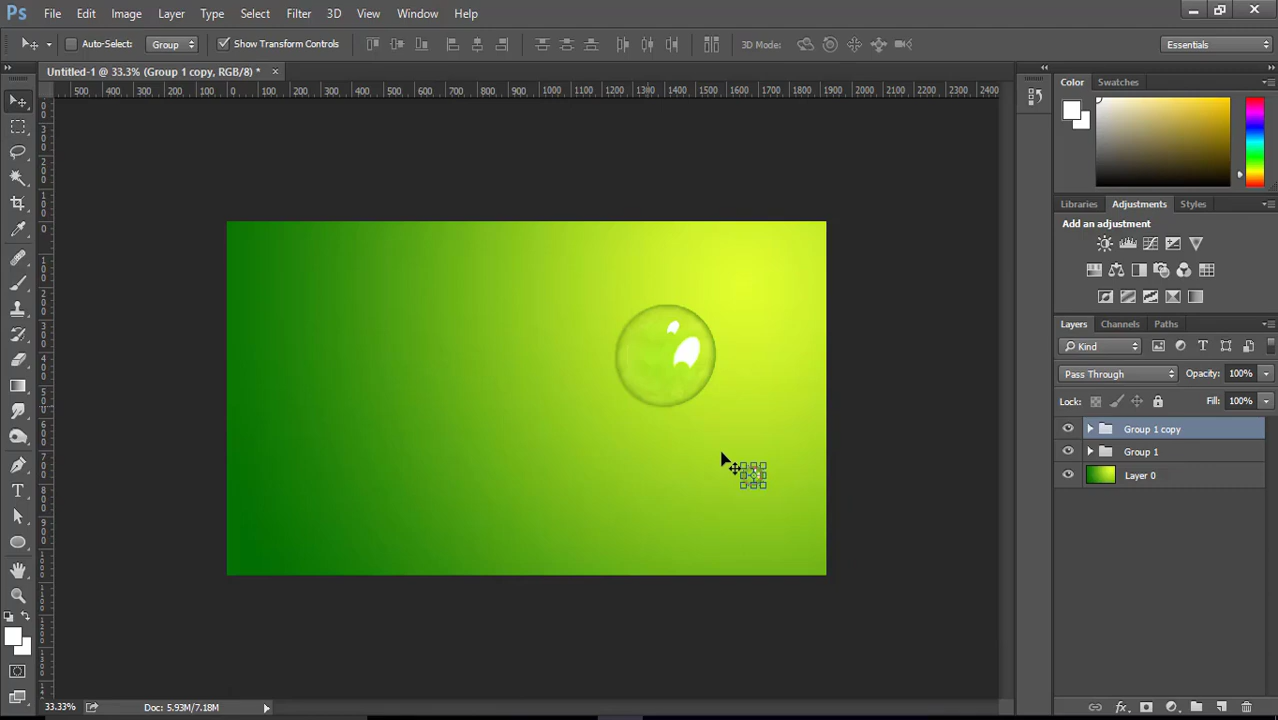 Ps File Edit Image Layer Type Select Filter 3D View Window Help
Auto-Select: Group Show Transform Controls 3D Mode: Essentials
Untitled-1 @ 33.3% (Group 1 copy, RGB/8) * ×
500 400 300 200 100 0 100 200 300 400 500 600 700 800 900 1000 1100 1200 1300 1400 1500 1600 1700 1800 1900 2000 2100 2200 2300 2400
Color Swatches
Libraries Adjustments Styles
Add an adjustment
Layers Channels Paths
Kind
Pass Through Opacity: 100%
Lock: Fill: 100%
Group 1 copy
Group 1
Layer 0
33.33% Doc: 5.93M/7.18M